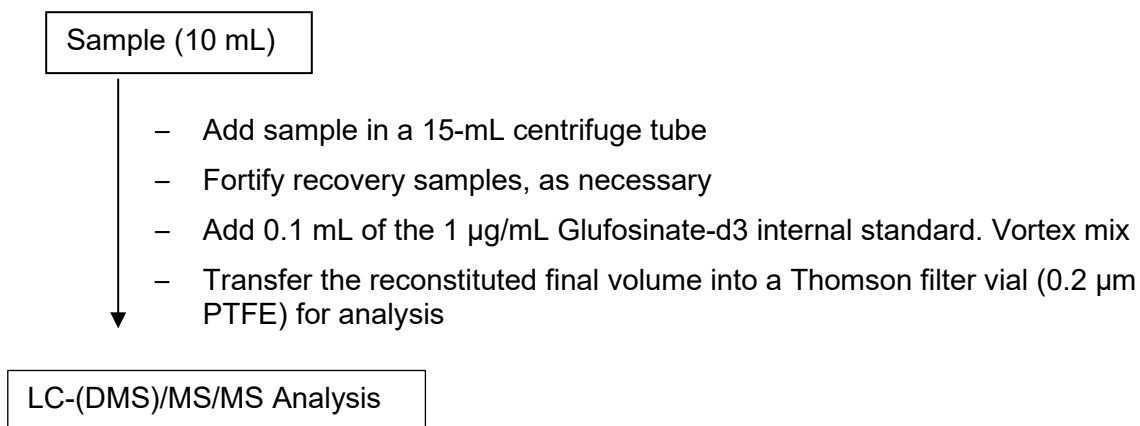 Sample (10 mL)
– Add sample in a 15-mL centrifuge tube
– Fortify recovery samples, as necessary
– Add 0.1 mL of the 1 µg/mL Glufosinate-d3 internal standard. Vortex mix
– Transfer the reconstituted final volume into a Thomson filter vial (0.2 µm
PTFE) for analysis
LC-(DMS)/MS/MS Analysis